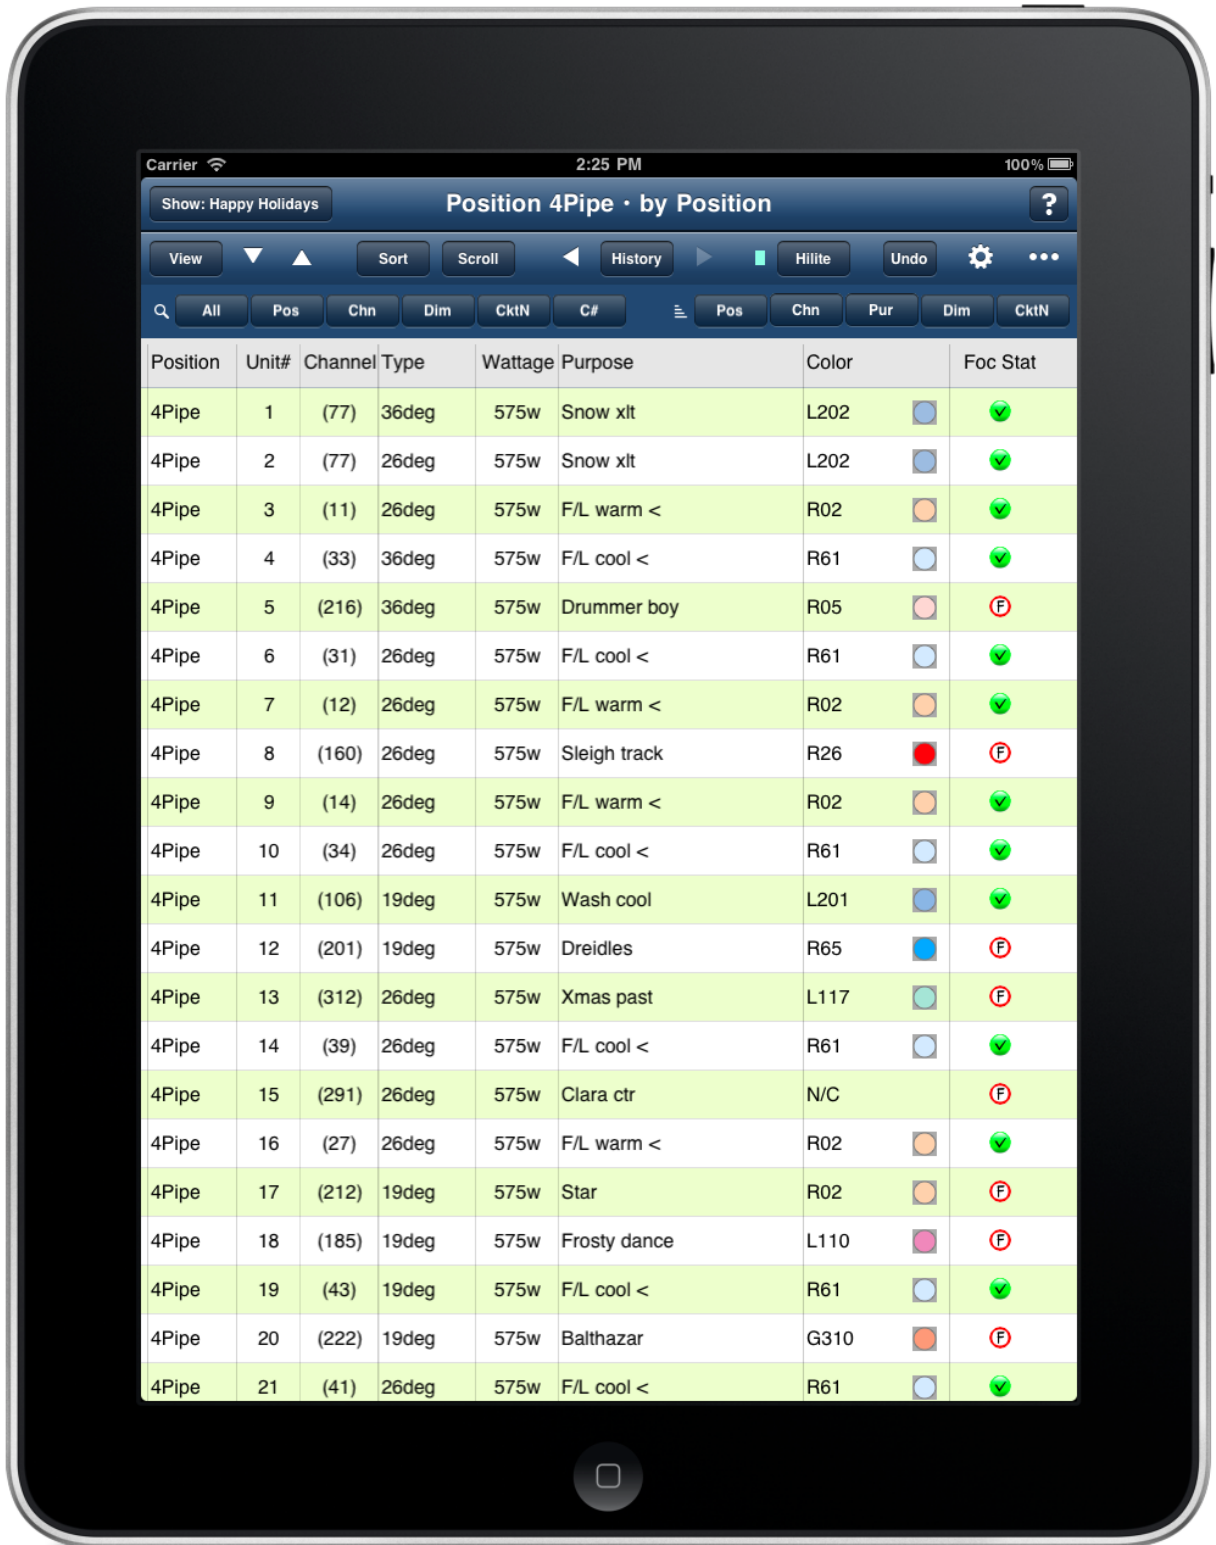 Carrier 2:25 PM 100%
Show: Happy Holidays Position 4Pipe · by Position ?
View Sort Scroll History Hilite Undo
All Pos Chn Dim CktN C# Pos Chn Pur Dim CktN
Position Unit# Channel Type Wattage Purpose Color Foc Stat
4Pipe 1 (77) 36deg 575w Snow xlt L202
4Pipe 2 (77) 26deg 575w Snow xlt L202
4Pipe 3 (11) 26deg 575w F/L warm < R02
4Pipe 4 (33) 36deg 575w F/L cool < R61
4Pipe 5 (216) 36deg 575w Drummer boy R05 F
4Pipe 6 (31) 26deg 575w F/L cool < R61
4Pipe 7 (12) 26deg 575w F/L warm < R02
4Pipe 8 (160) 26deg 575w Sleigh track R26 F
4Pipe 9 (14) 26deg 575w F/L warm < R02
4Pipe 10 (34) 26deg 575w F/L cool < R61
4Pipe 11 (106) 19deg 575w Wash cool L201
4Pipe 12 (201) 19deg 575w Dreidles R65 F
4Pipe 13 (312) 26deg 575w Xmas past L117 F
4Pipe 14 (39) 26deg 575w F/L cool < R61
4Pipe 15 (291) 26deg 575w Clara ctr N/C F
4Pipe 16 (27) 26deg 575w F/L warm < R02
4Pipe 17 (212) 19deg 575w Star R02 F
4Pipe 18 (185) 19deg 575w Frosty dance L110 F
4Pipe 19 (43) 19deg 575w F/L cool < R61
4Pipe 20 (222) 19deg 575w Balthazar G310 F
4Pipe 21 (41) 26deg 575w F/L cool < R61